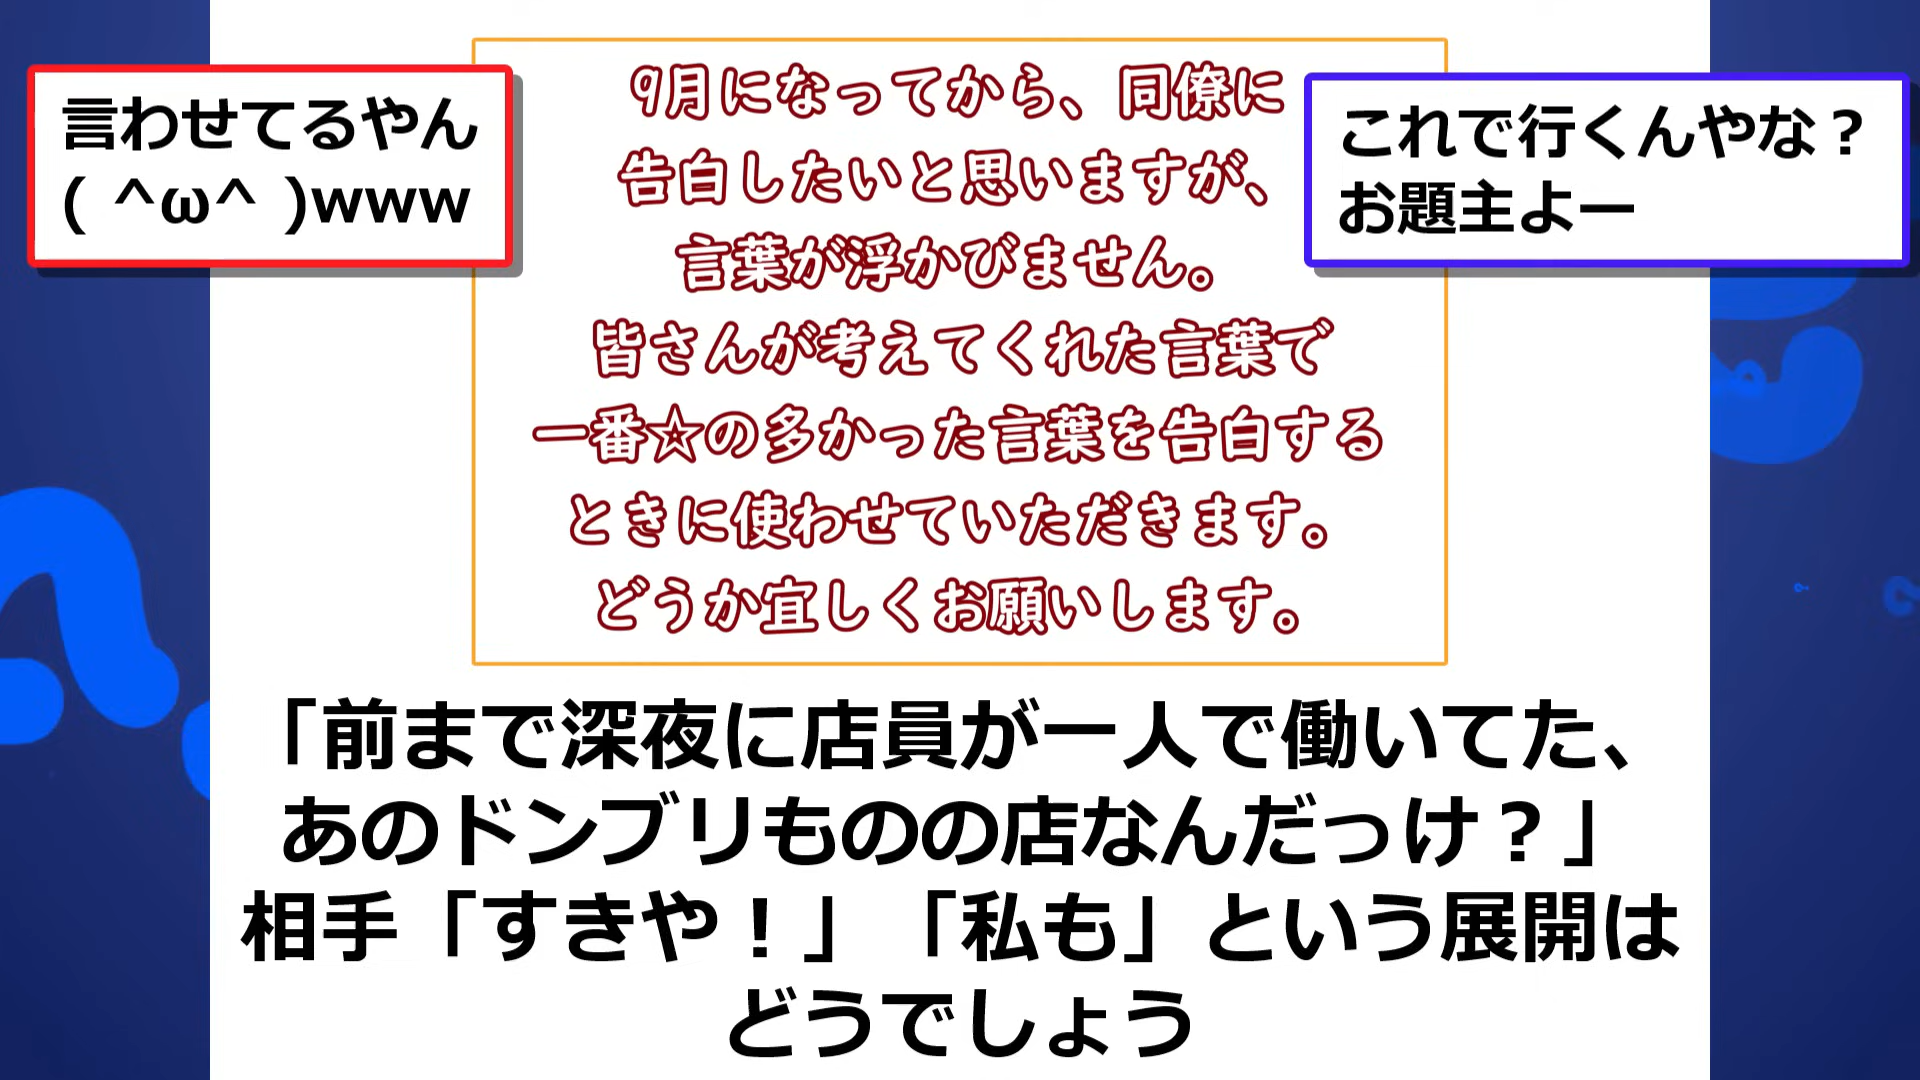 言わせてるやん
( ^ω^ )www
9月になってから、同僚に
告白したいと思いますが、
言葉が浮かびません。
皆さんが考えてくれた言葉で
一番☆の多かった言葉を告白する
ときに使わせていただきます。
どうか宜しくお願いします。
これで行くんやな？
お題主よー
「前まで深夜に店員が一人で働いてた、
あのドンブリものの店なんだっけ？」
相手「すきや！」「私も」という展開は
どうでしょう